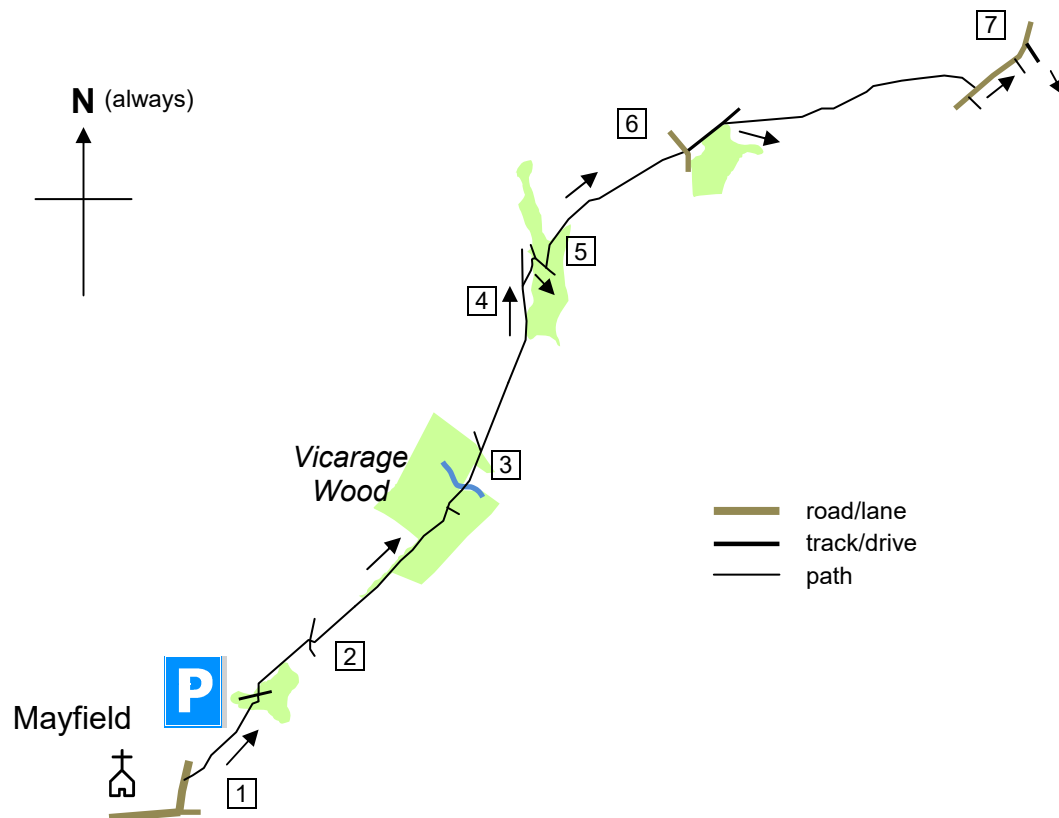 7
N (always)
6
5
4
Vicarage
Wood
3
road/lane
track/drive
path
2
P
Mayfield
1